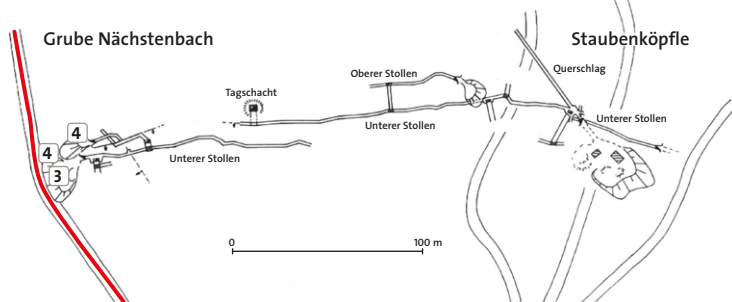 Grube Nächstenbach
Staubenköpfle
Oberer Stollen
Querschlag
Tagschacht
Unterer Stollen
Unterer Stollen
4
4
Unterer Stollen
3
0
100 m